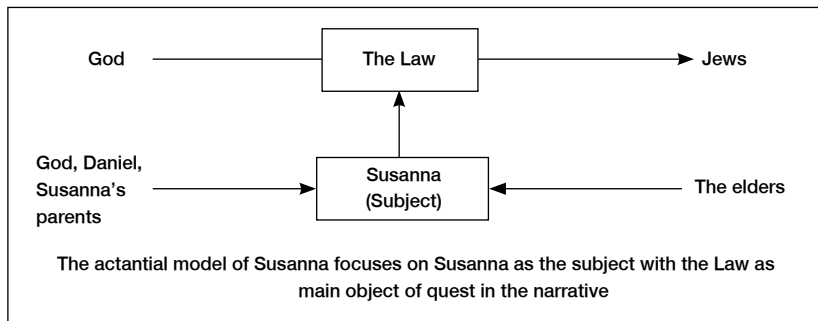 God
The Law
Jews
God, Daniel,
Susanna's
parents
Susanna
(Subject)
The elders
The actantial model of Susanna focuses on Susanna as the subject with the Law as
main object of quest in the narrative